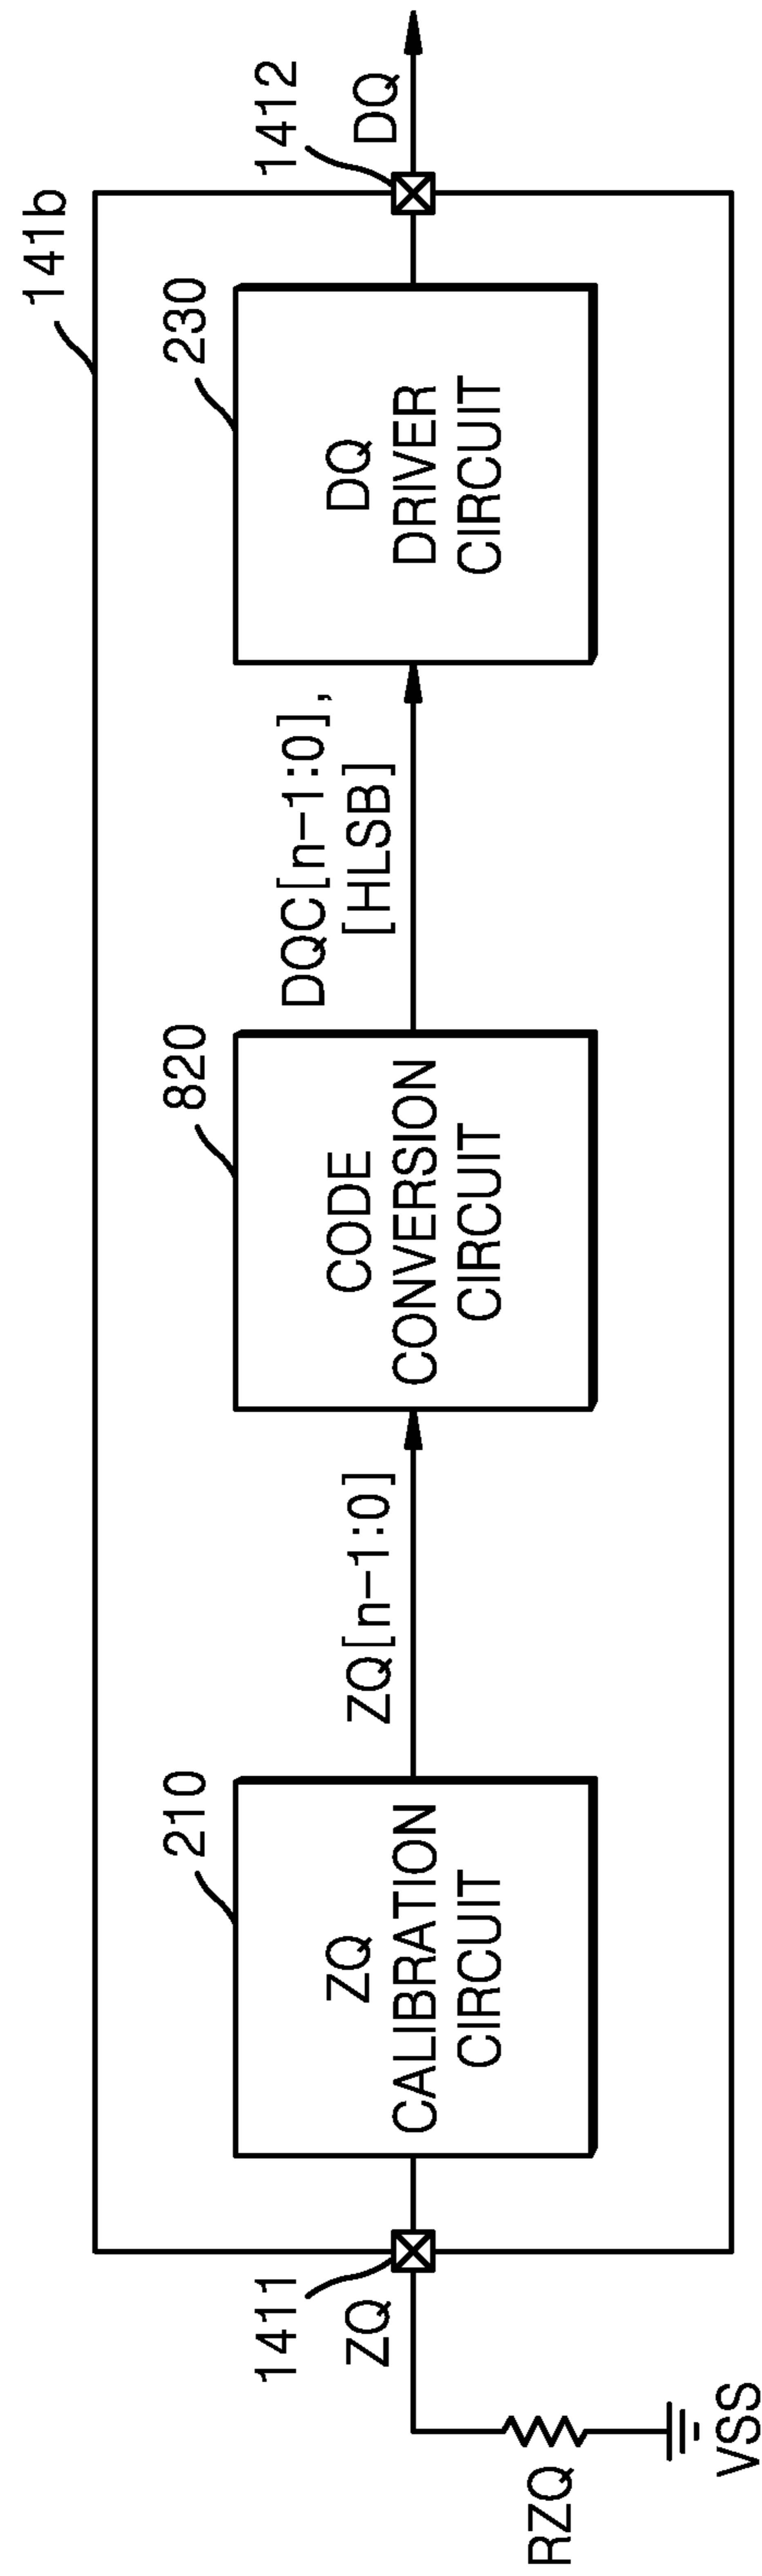 141b
1411
ZQ
RZQ
VSS
210
ZQ
CALIBRATION
CIRCUIT
ZQ[n-1:0]
820
CODE
CONVERSION
CIRCUIT
DQC[n-1:0],
[HLSB]
230
DQ
DRIVER
CIRCUIT
1412
DQ